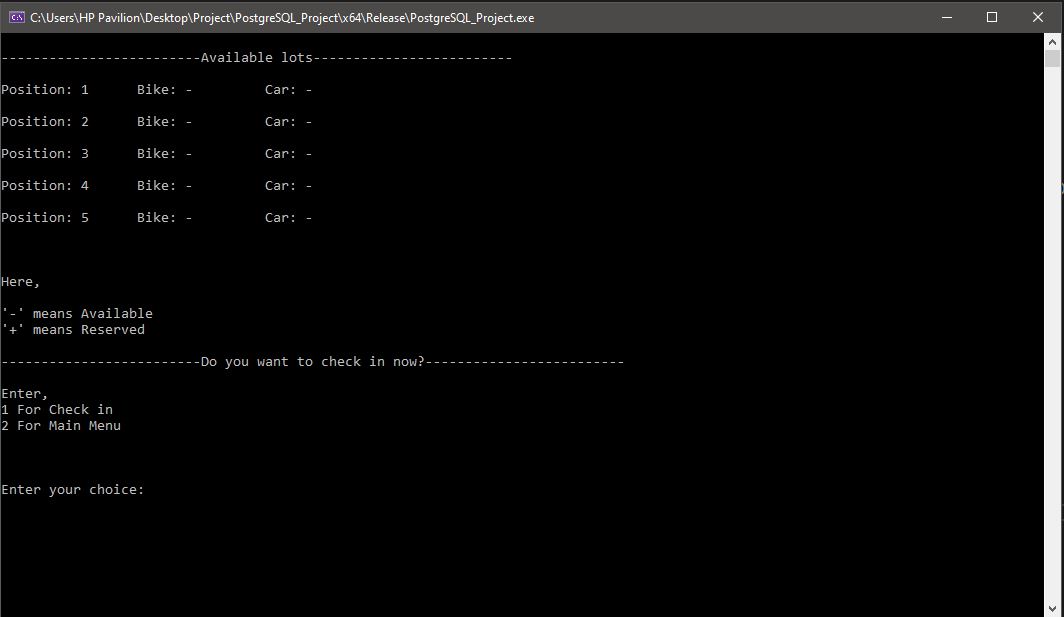 C:\Users\HP Pavilion\Desktop\Project\PostgreSQL_Project\x64\Release\PostgreSQL_Project.exe
-------------------------Available lots-------------------------
Position: 1      Bike: -         Car: -
Position: 2      Bike: -         Car: -
Position: 3      Bike: -         Car: -
Position: 4      Bike: -         Car: -
Position: 5      Bike: -         Car: -
Here,
'-' means Available
'+' means Reserved
-------------------------Do you want to check in now?-------------------------
Enter,
1 For Check in
2 For Main Menu
Enter your choice: